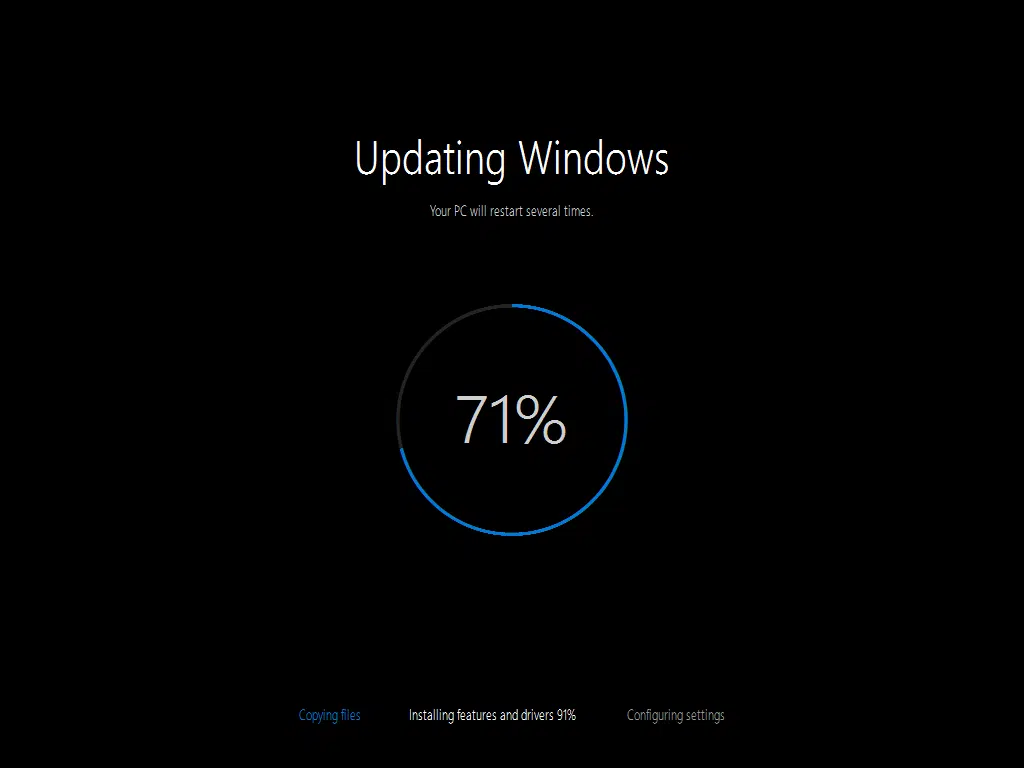 Updating Windows
Your PC will restart several times.
71%
Copying files Installing features and drivers 91% Configuring settings